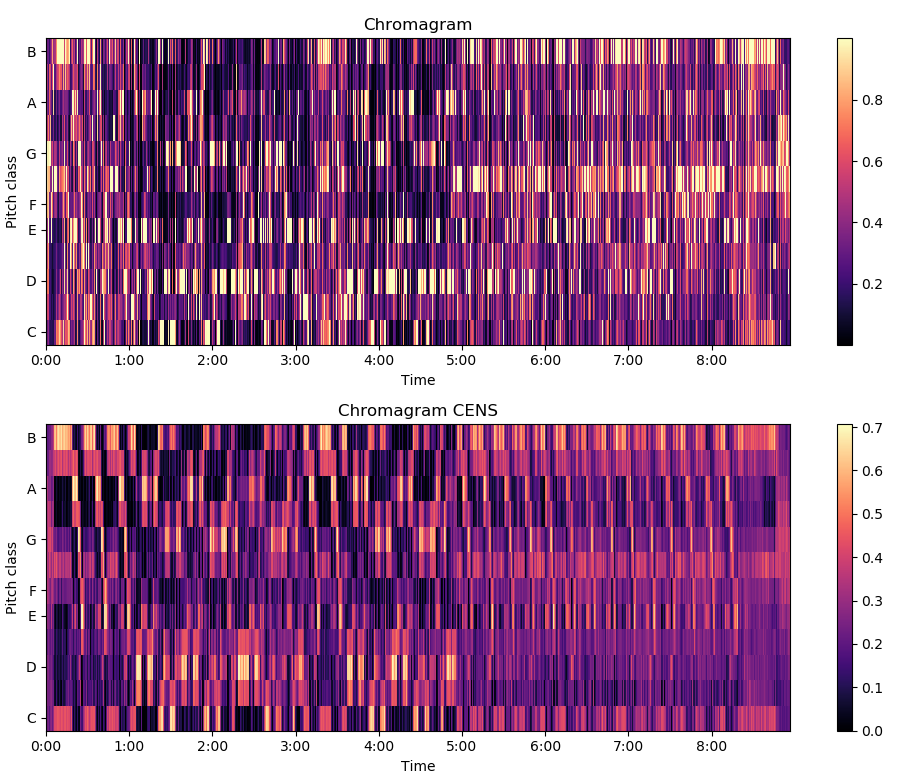 Chromagram
B
A
G
F
E
D
C
Pitch class
0:00 1:00 2:00 3:00 4:00 5:00 6:00 7:00 8:00
Time
0.8
0.6
0.4
0.2
Chromagram CENS
B
A
G
F
E
D
C
Pitch class
0:00 1:00 2:00 3:00 4:00 5:00 6:00 7:00 8:00
Time
0.7
0.6
0.5
0.4
0.3
0.2
0.1
0.0